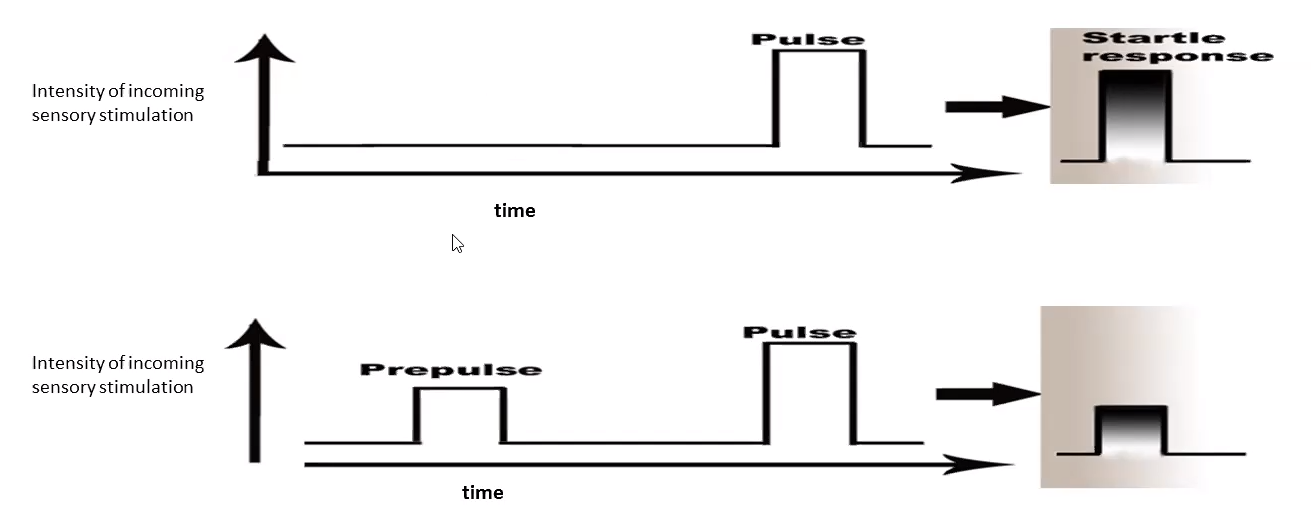 Pulse
Startle
response
Intensity of incoming
sensory stimulation
time
Pulse
Prepulse
Intensity of incoming
sensory stimulation
time